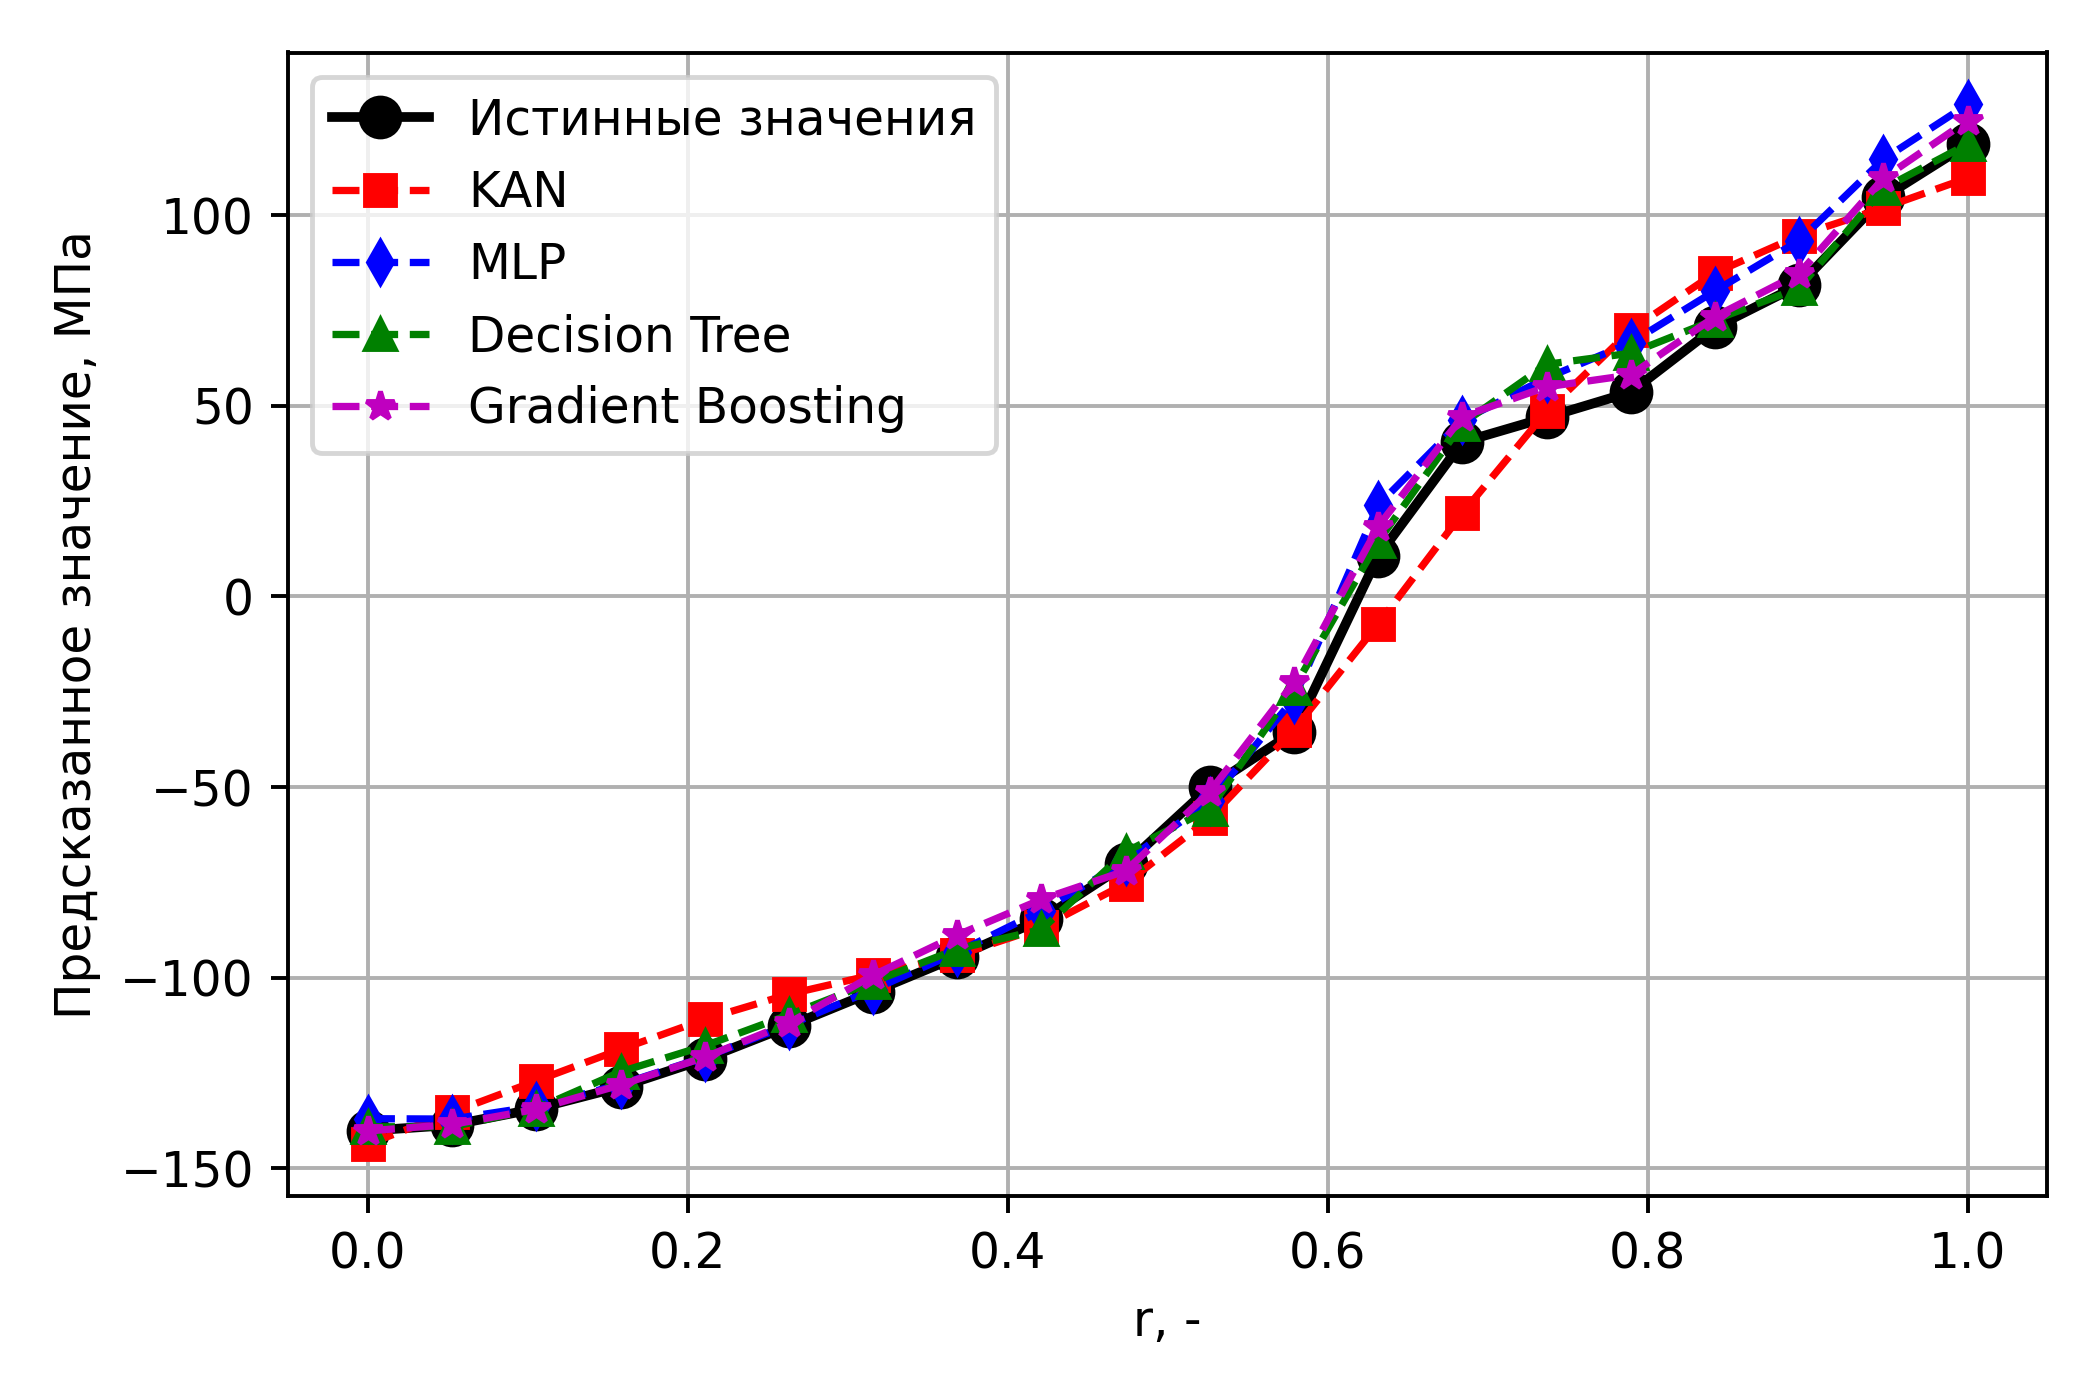 Истинные значения
KAN
MLP
Decision Tree
Gradient Boosting
Предсказанное значение, МПа
100
50
0
−50
−100
−150
0.0 0.2 0.4 0.6 0.8 1.0
r, -